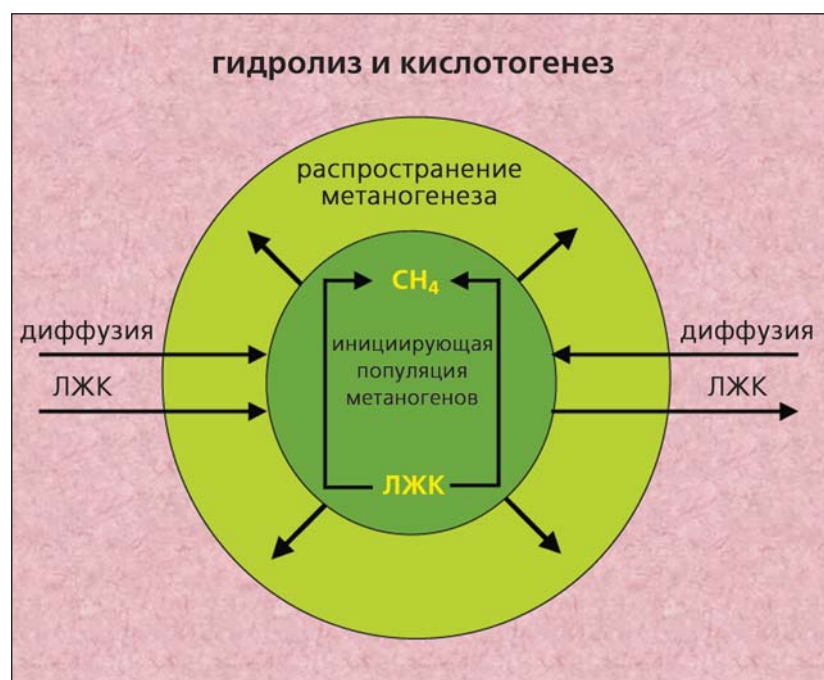 гидролиз и кислотогенез
распространение
метаногенеза
CH₄
диффузия
ЛЖК
инициирующая
популяция
метаногенов
диффузия
ЛЖК
ЛЖК